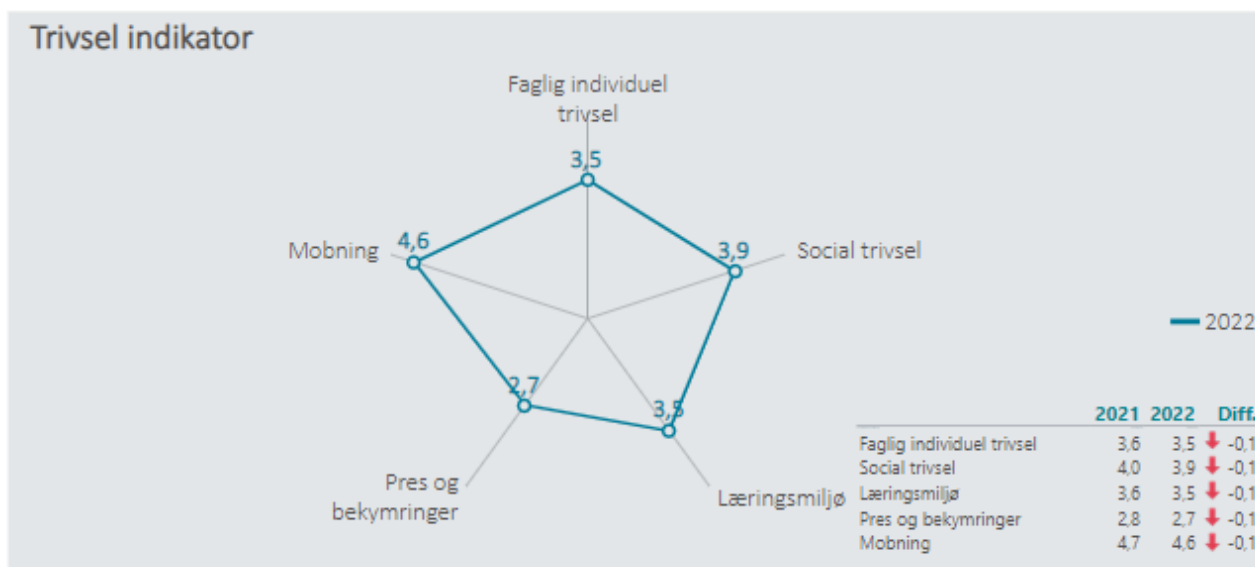 Trivsel indikator
Faglig individuel
trivsel
3,5
Mobning
4,6
3,9
Social trivsel
2022
2,7
3,5
Pres og
bekymringer
Læringsmiljø
2021 2022 Diff.
Faglig individuel trivsel 3,6 3,5 -0,1
Social trivsel 4,0 3,9 -0,1
Læringsmiljø 3,6 3,5 -0,1
Pres og bekymringer 2,8 2,7 -0,1
Mobning 4,7 4,6 -0,1